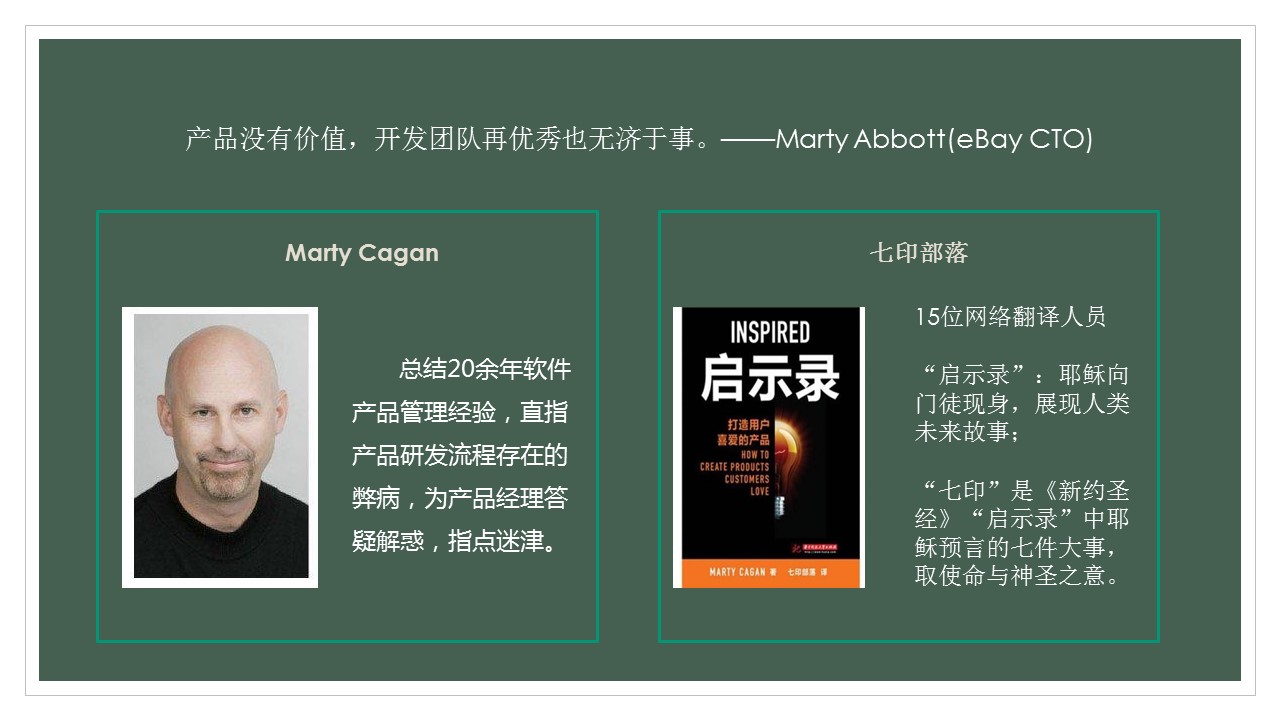 产品没有价值，开发团队再优秀也无济于事。——Marty Abbott(eBay CTO)
Marty Cagan
总结20余年软件
产品管理经验，直指
产品研发流程存在的
弊病，为产品经理答
疑解惑，指点迷津。
七印部落
INSPIRED
启示录
打造用户
喜爱的产品
HOW TO
CREATE PRODUCTS
CUSTOMERS
LOVE
MARTY CAGAN 著 七印部落 译
15位网络翻译人员
“启示录”：耶稣向
门徒现身，展现人类
未来故事；
“七印”是《新约圣
经》“启示录”中耶
稣预言的七件大事，
取使命与神圣之意。